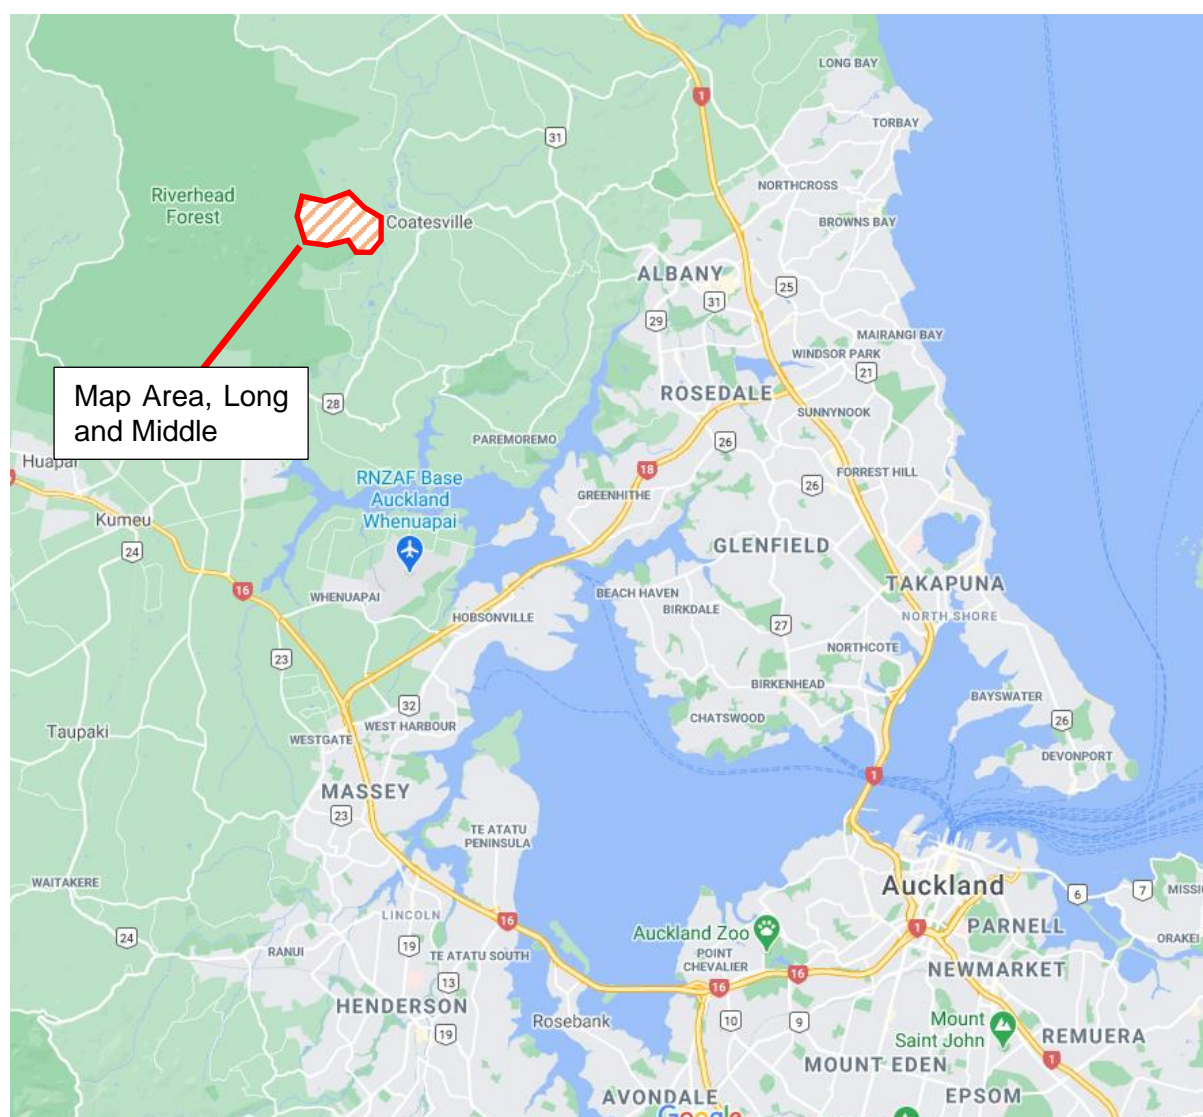 LONG BAY
1
TORBAY
31
NORTHCROSS
Riverhead
Forest
BROWNS BAY
Coatesville
ALBANY
25
31
29
MAIRANGI BAY
WINDSOR PARK
21
Map Area, Long
and Middle
ROSEDALE
28
SUNNYNOOK
PAREMOREMO
26
Huapai
RNZAF Base
Auckland
Whenuapai
18
FORREST HILL
26
GREENHITHE
Kumeu
24
GLENFIELD
16
TAKAPUNA
WHENUAPAI
BEACH HAVEN
BIRKDALE
NORTH SHORE
HOBSONVILLE
27
23
NORTHCOTE
BIRKENHEAD
BAYSWATER
32
CHATSWOOD
26
Taupaki
WEST HARBOUR
WESTGATE
DEVONPORT
1
MASSEY
23
TE ATATU
PENINSULA
WAITAKERE
Auckland
6
7
MISSI
LINCOLN
16
Auckland Zoo
1
PARNELL
24
19
ORAKEI
RANUI
TE ATATU SOUTH
POINT
CHEVALIER
16
NEWMARKET
13
16
HENDERSON
Rosebank
10
9
Mount
Saint John
REMUERA
19
MOUNT EDEN
1
AVONDALE
EPSOM
Google